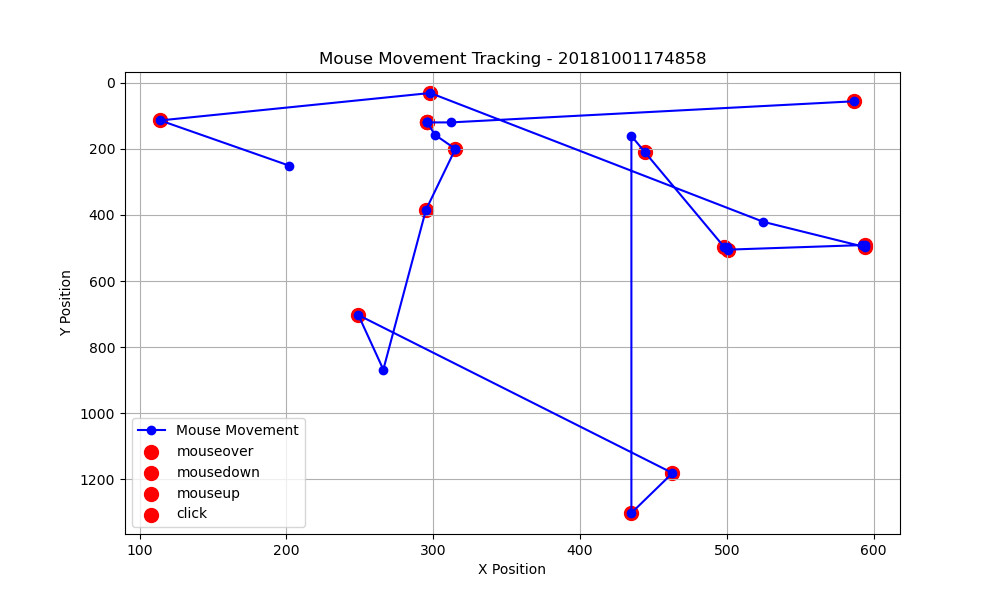 Mouse Movement Tracking - 20181001174858
0
200
400
600
800
1000
1200
Y Position
Mouse Movement
mouseover
mousedown
mouseup
click
100 200 300 400 500 600
X Position